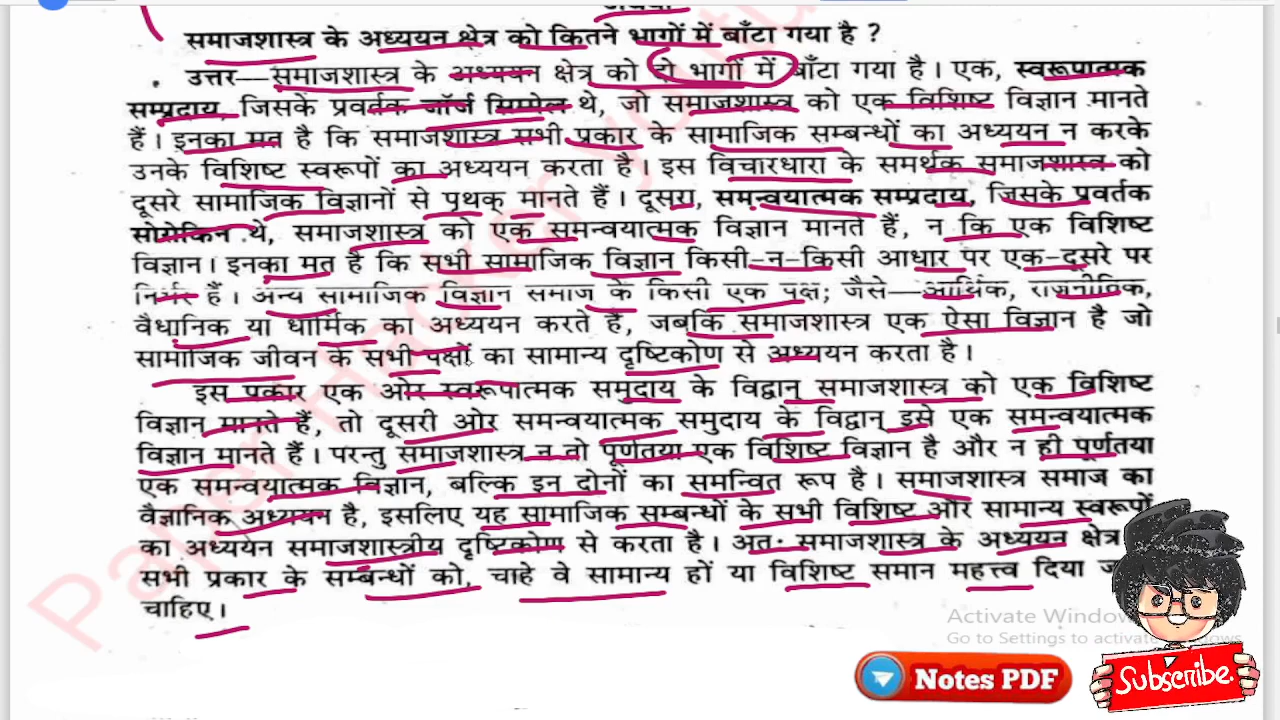 अथवा
समाजशास्त्र के अध्ययन क्षेत्र को कितने भागों में बाँटा गया है ?
उत्तर—समाजशास्त्र के अध्ययन क्षेत्र को दो भागों में बाँटा गया है। एक, स्वरूपात्मक
सम्प्रदाय, जिसके प्रवर्तक जॉर्ज सिम्मेल थे, जो समाजशास्त्र को एक विशिष्ट विज्ञान मानते
हैं। इनका मत है कि समाजशास्त्र सभी प्रकार के सामाजिक सम्बन्धों का अध्ययन न करके
उनके विशिष्ट स्वरूपों का अध्ययन करता है। इस विचारधारा के समर्थक समाजशास्त्र को
दूसरे सामाजिक विज्ञानों से पृथक् मानते हैं। दूसरा, समन्वयात्मक सम्प्रदाय, जिसके प्रवर्तक
सोरोकिन थे, समाजशास्त्र को एक समन्वयात्मक विज्ञान मानते हैं, न कि एक विशिष्ट
विज्ञान। इनका मत है कि सभी सामाजिक विज्ञान किसी-न-किसी आधार पर एक-दूसरे पर
निर्भर हैं। अन्य सामाजिक विज्ञान समाज के किसी एक पक्ष; जैसे—आर्थिक, राजनीतिक,
वैधानिक या धार्मिक का अध्ययन करते हैं, जबकि समाजशास्त्र एक ऐसा विज्ञान है जो
सामाजिक जीवन के सभी पक्षों का सामान्य दृष्टिकोण से अध्ययन करता है।
इस प्रकार एक ओर स्वरूपात्मक समुदाय के विद्वान् समाजशास्त्र को एक विशिष्ट
विज्ञान मानते हैं, तो दूसरी ओर समन्वयात्मक समुदाय के विद्वान् इसे एक समन्वयात्मक
विज्ञान मानते हैं। परन्तु समाजशास्त्र न तो पूर्णतया एक विशिष्ट विज्ञान है और न ही पूर्णतया
एक समन्वयात्मक विज्ञान, बल्कि इन दोनों का समन्वित रूप है। समाजशास्त्र समाज का
वैज्ञानिक अध्ययन है, इसलिए यह सामाजिक सम्बन्धों के सभी विशिष्ट और सामान्य स्वरूपों
का अध्ययन समाजशास्त्रीय दृष्टिकोण से करता है। अतः समाजशास्त्र के अध्ययन क्षेत्र
सभी प्रकार के सम्बन्धों को, चाहे वे सामान्य हों या विशिष्ट समान महत्त्व दिया
चाहिए।
Activate Windows
Go to Settings to activate Windows
Notes PDF
Subscribe